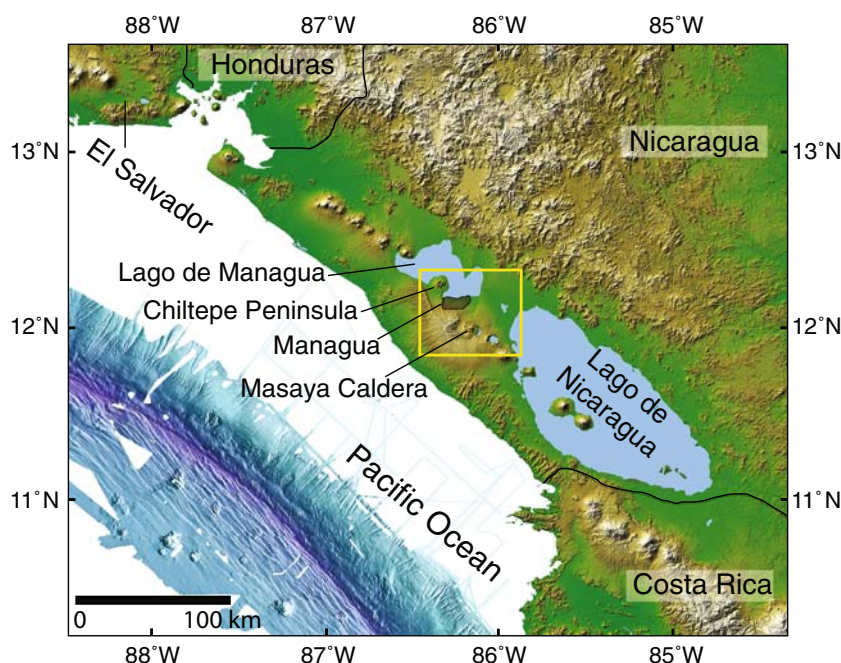 88°W 87°W 86°W 85°W
Honduras
13°N
Nicaragua
13°N
El Salvador
Lago de Managua
Chiltepe Peninsula
12°N
12°N
Managua
Masaya Caldera
Lago de
Nicaragua
Pacific Ocean
11°N
11°N
Costa Rica
0 100 km
88°W 87°W 86°W 85°W